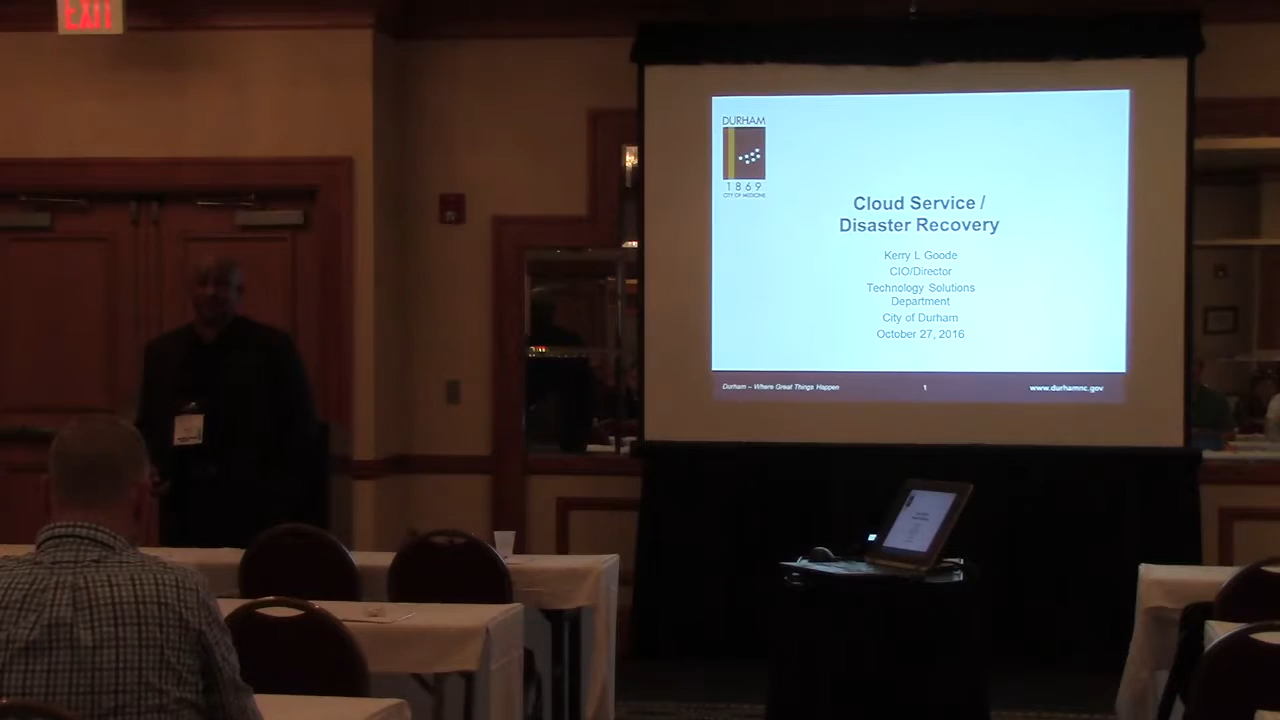 EXIT
DURHAM
1869
CITY OF MEDICINE
Cloud Service /
Disaster Recovery
Kerry L Goode
CIO/Director
Technology Solutions
Department
City of Durham
October 27, 2016
Durham – Where Great Things Happen
1
www.durhamnc.gov